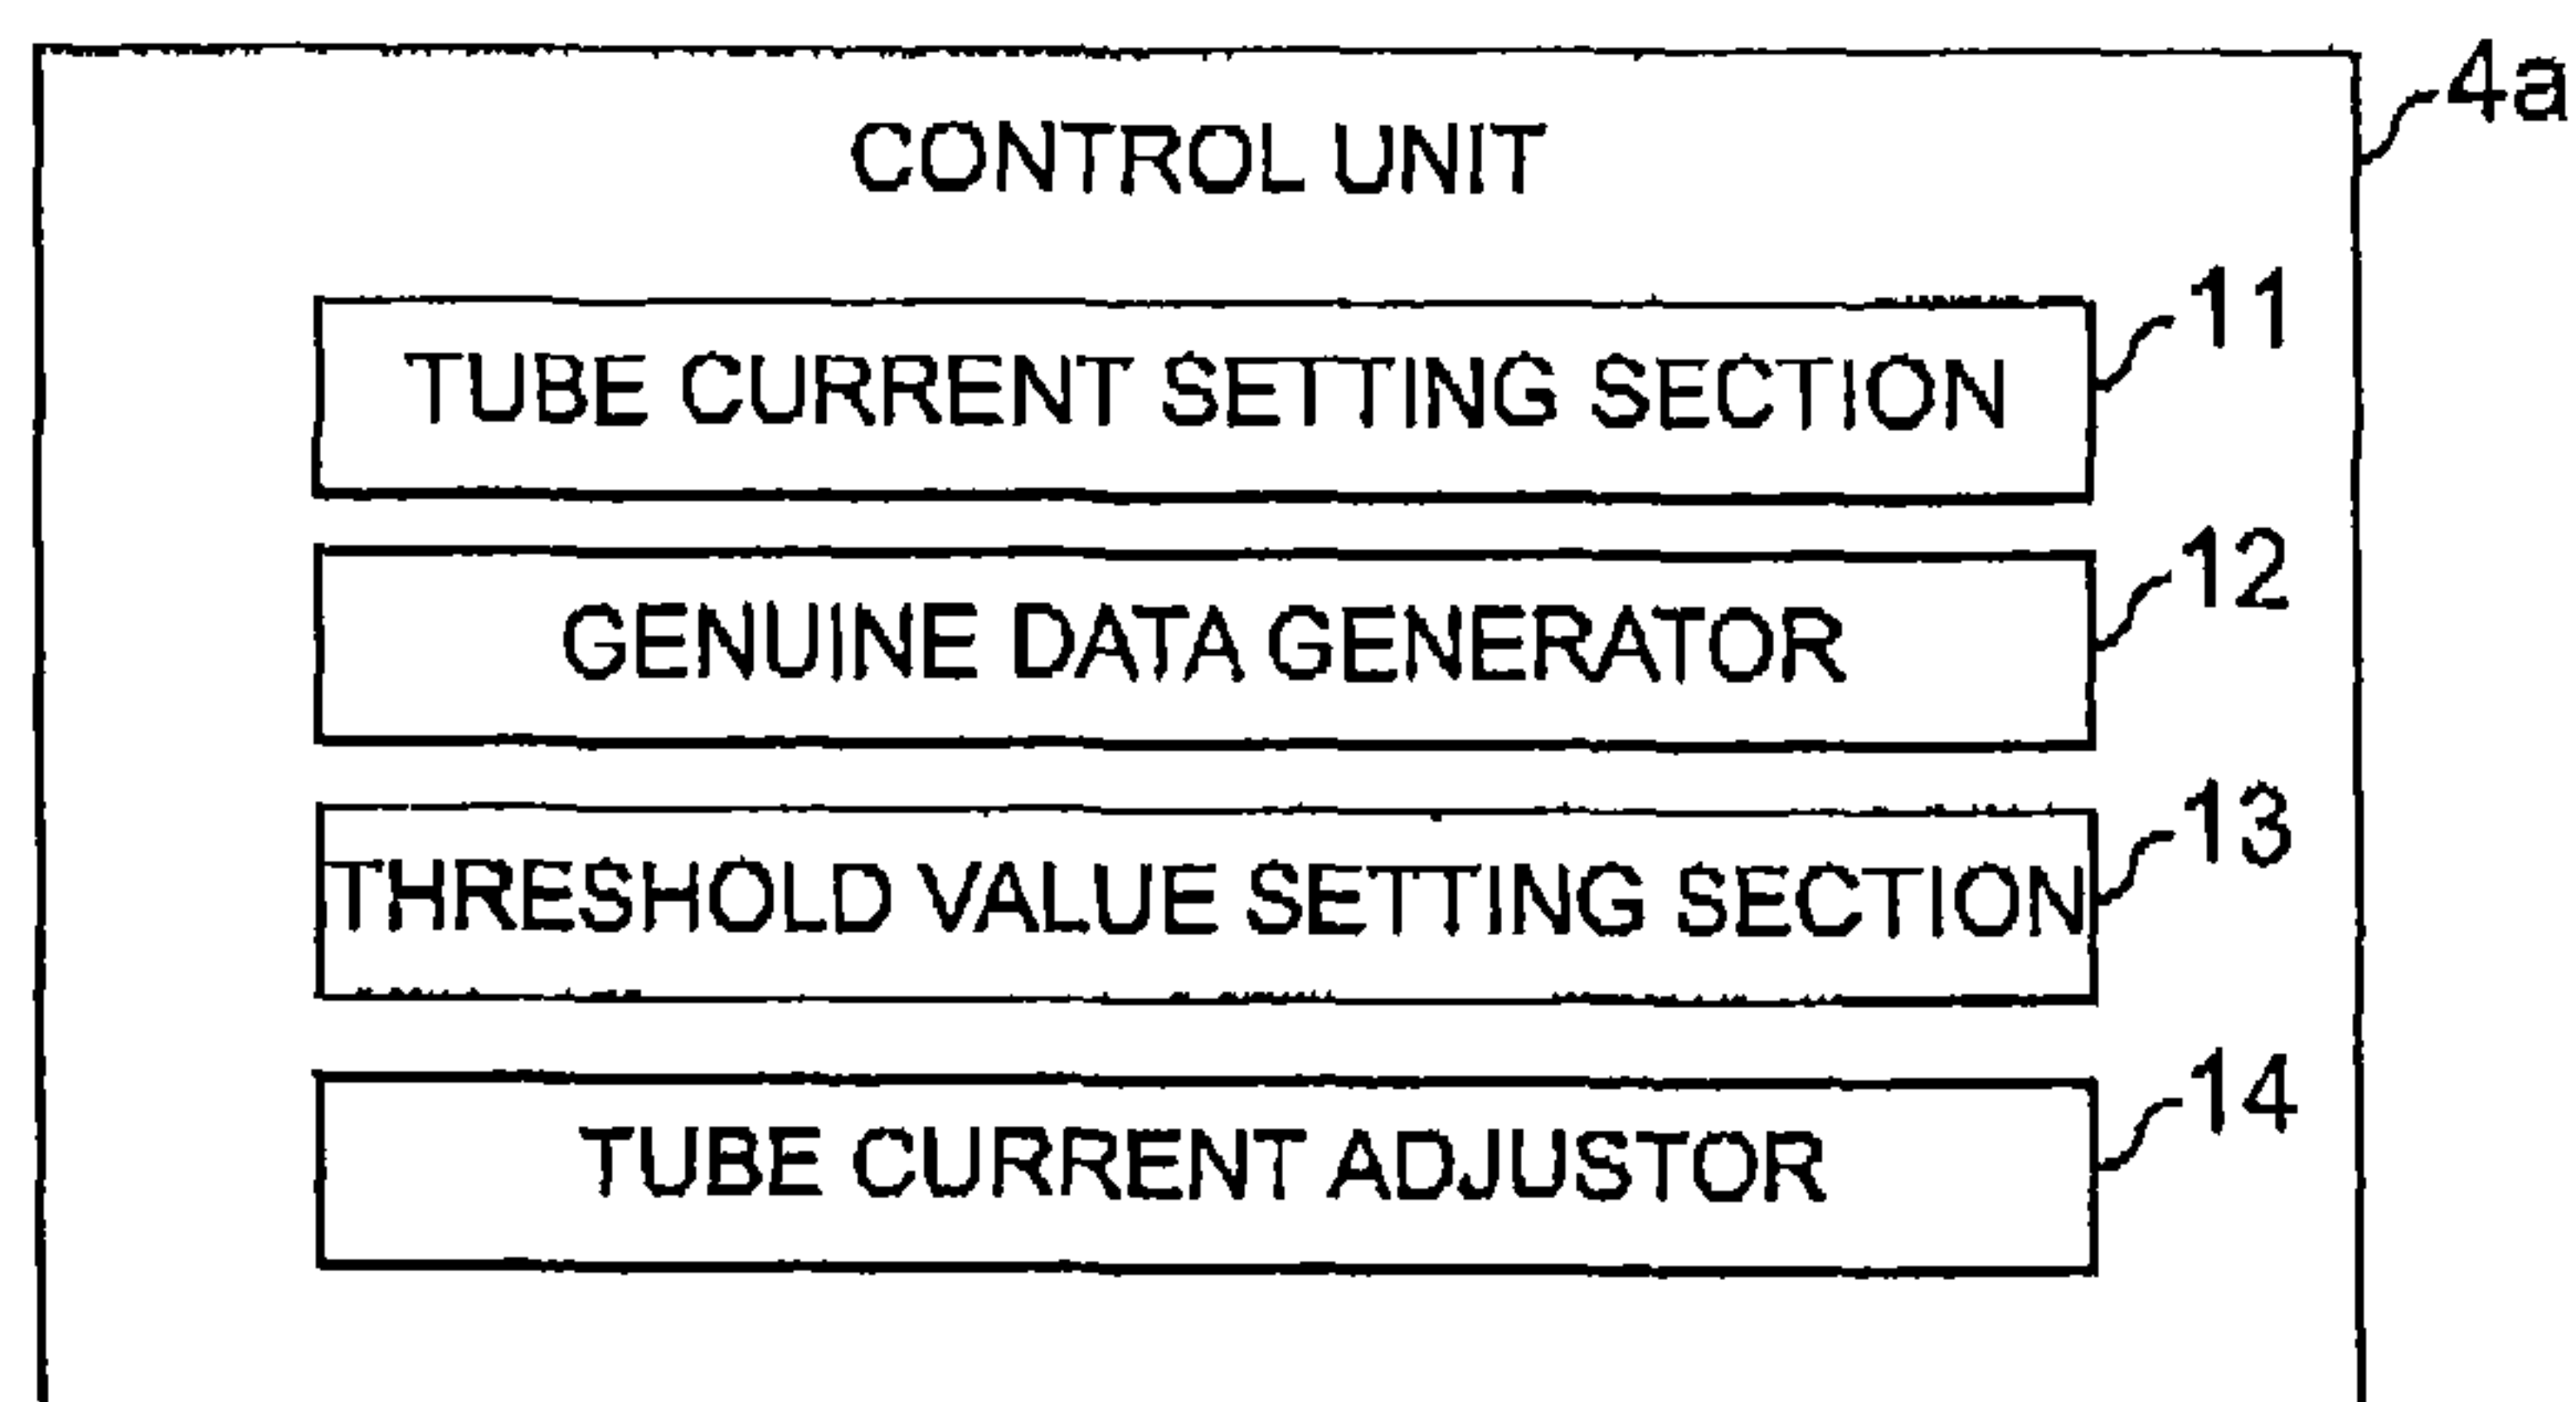 4a
CONTROL UNIT
11
TUBE CURRENT SETTING SECTION
12
GENUINE DATA GENERATOR
13
THRESHOLD VALUE SETTING SECTION
14
TUBE CURRENT ADJUSTOR